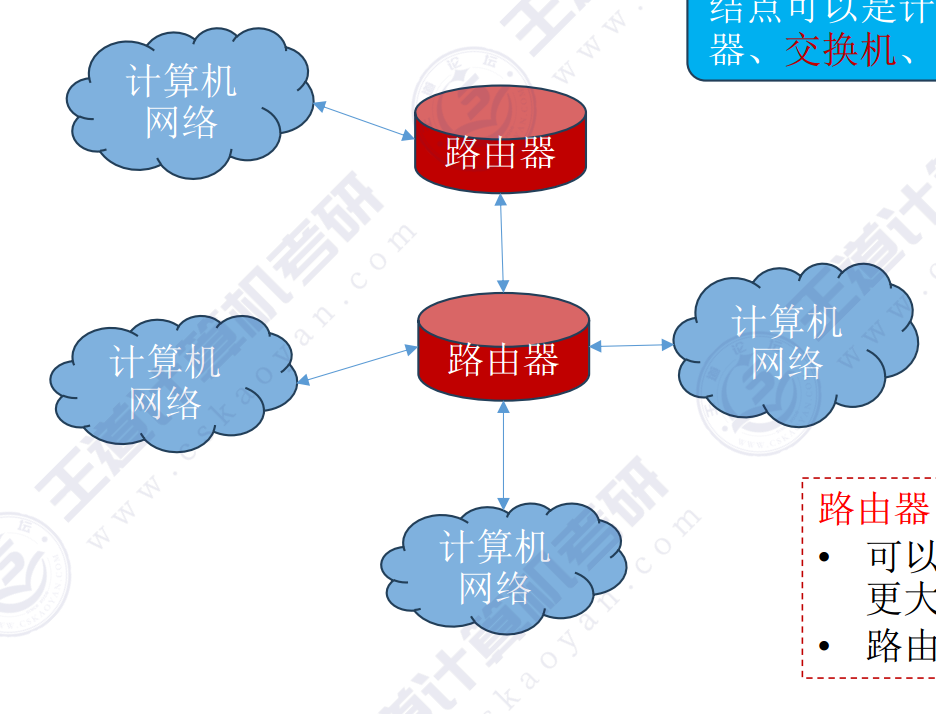 结点可以是计
器、交换机、
计算机
网络
路由器
计算机
网络
路由器
计算机
网络
计算机
网络
路由器
• 可以
更大
• 路由
王道计算机考研
www.cskaoyan.com